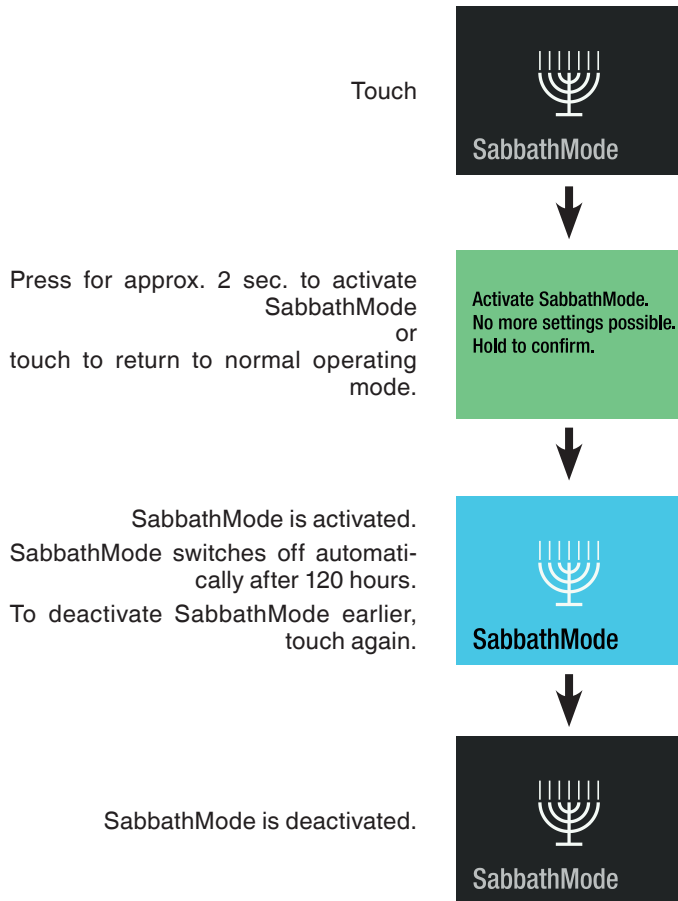 Touch
SabbathMode
Press for approx. 2 sec. to activate
SabbathMode
or
touch to return to normal operating
mode.
Activate SabbathMode.
No more settings possible.
Hold to confirm.
SabbathMode is activated.
SabbathMode switches off automati-
cally after 120 hours.
To deactivate SabbathMode earlier,
touch again.
SabbathMode
SabbathMode is deactivated.
SabbathMode